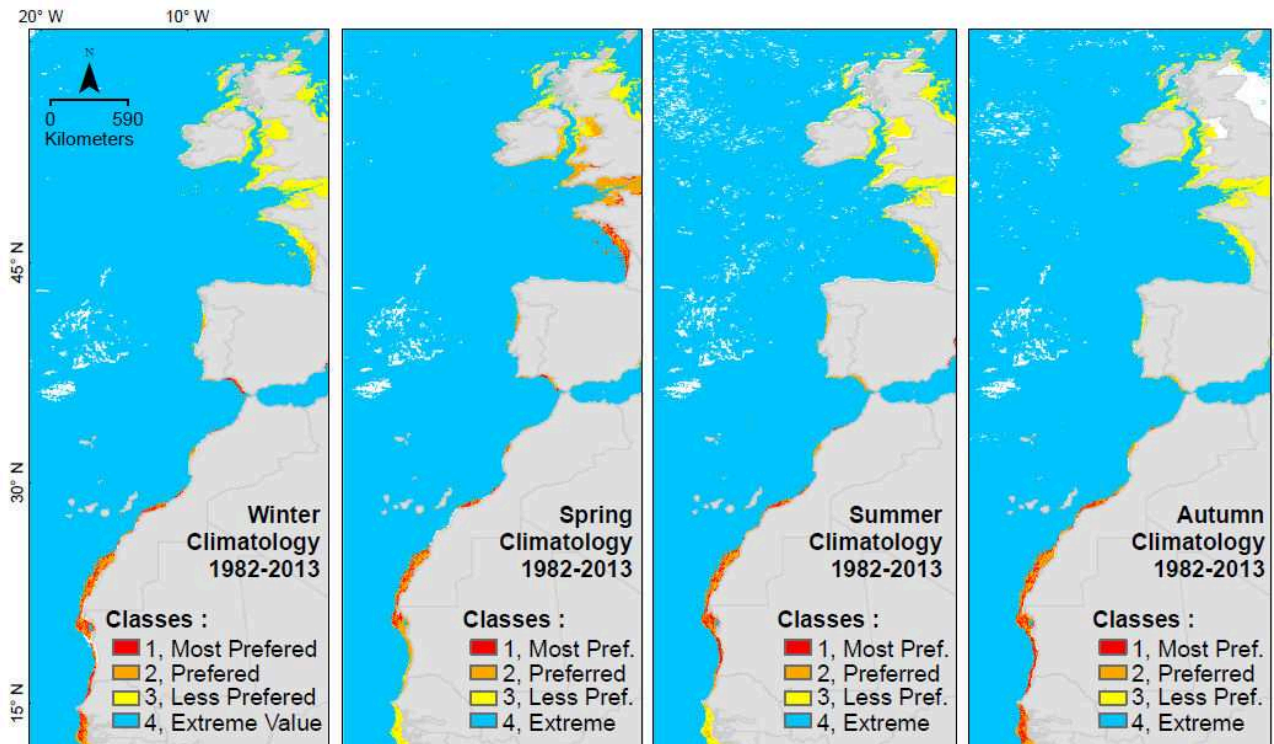 20° W
10° W
N
0 590
Kilometers
45° N
30° N
15° N
Winter
Climatology
1982-2013
Classes :
1, Most Prefered
2, Prefered
3, Less Prefered
4, Extreme Value
Spring
Climatology
1982-2013
Classes :
1, Most Pref.
2, Preferred
3, Less Pref.
4, Extreme
Summer
Climatology
1982-2013
Classes :
1, Most Pref.
2, Preferred
3, Less Pref.
4, Extreme
Autumn
Climatology
1982-2013
Classes :
1, Most Pref.
2, Preferred
3, Less Pref.
4, Extreme